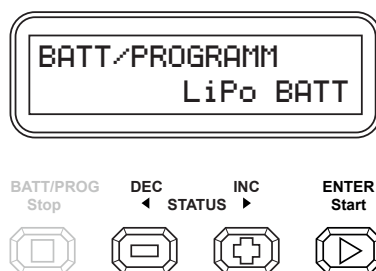 BATT/PROGRAMM
LiPo BATT
BATT/PROG DEC INC ENTER
Stop ◄ STATUS ► Start